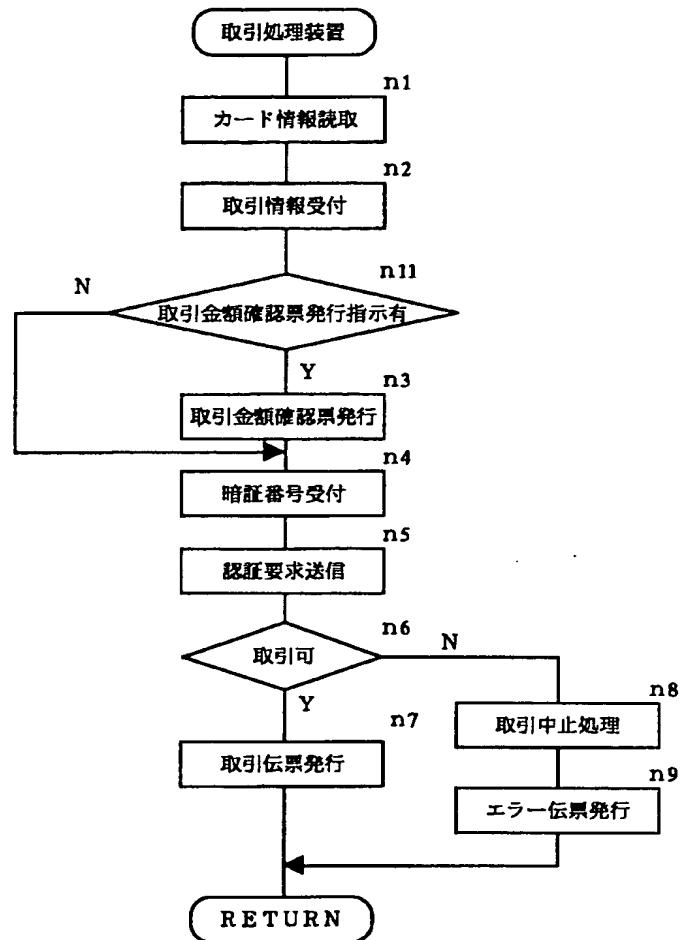 取引処理装置
n1
カード情報読取
n2
取引情報受付
n11
N
取引金額確認票発行指示有
Y
n3
取引金額確認票発行
n4
暗証番号受付
n5
認証要求送信
n6
N
取引可
Y
n8
取引中止処理
n7
取引伝票発行
n9
エラー伝票発行
RETURN